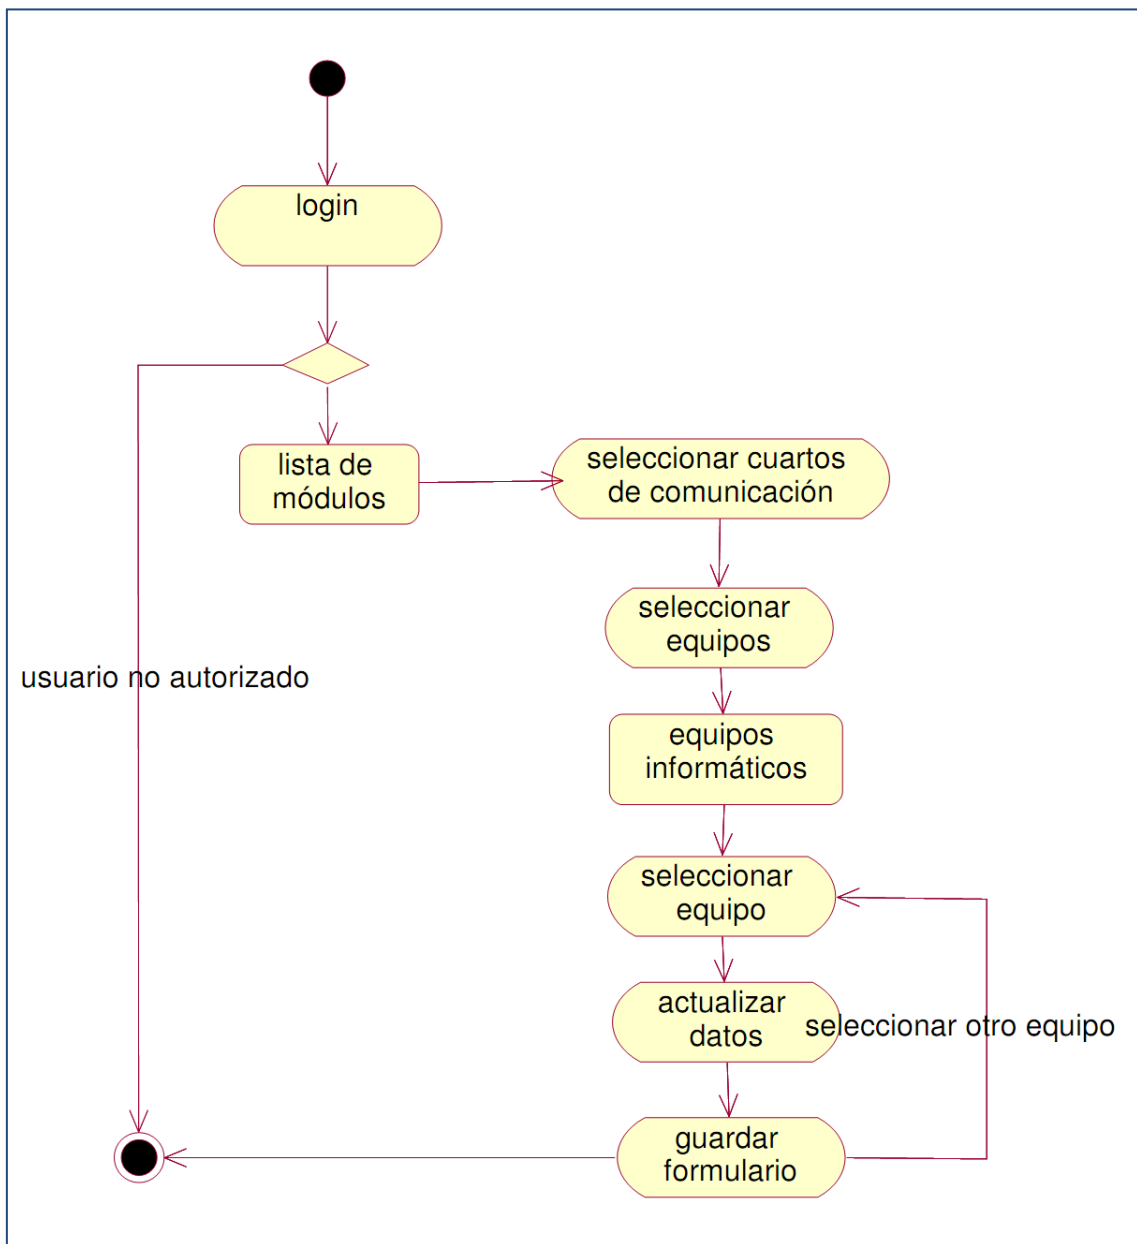 login
lista de
módulos
seleccionar cuartos
de comunicación
seleccionar
equipos
usuario no autorizado
equipos
informáticos
seleccionar
equipo
actualizar
datos
seleccionar otro equipo
guardar
formulario